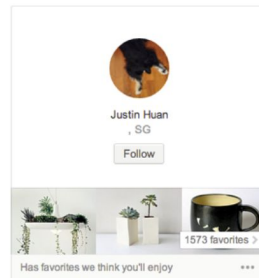 Justin Huan
, SG
Follow
1573 favorites >
Has favorites we think you'll enjoy